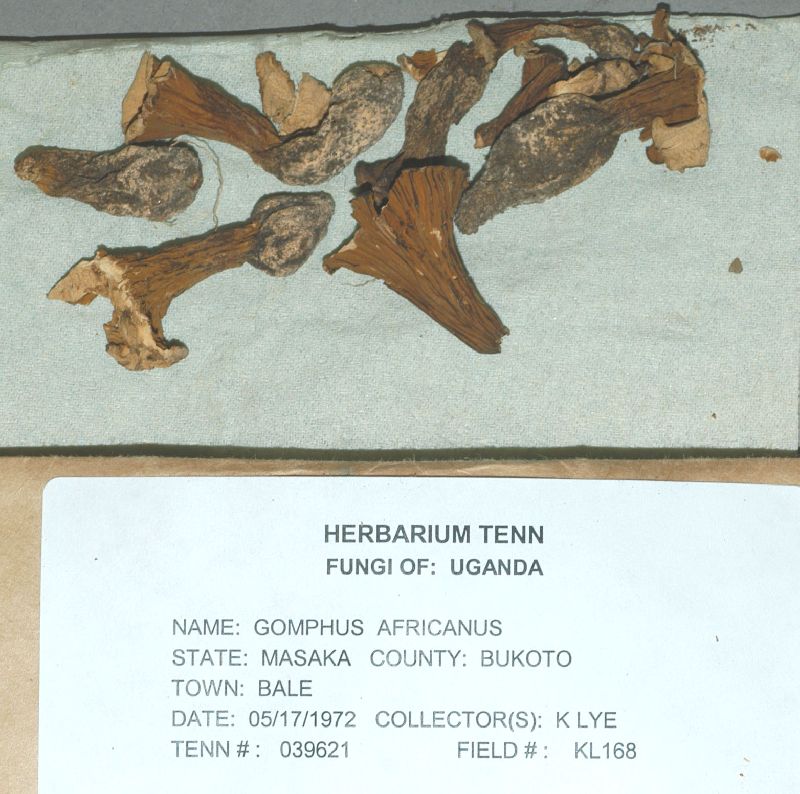 HERBARIUM TENN
FUNGI OF: UGANDA
NAME: GOMPHUS AFRICANUS
STATE: MASAKA COUNTY: BUKOTO
TOWN: BALE
DATE: 05/17/1972 COLLECTOR(S): K LYE
TENN # : 039621 FIELD # : KL168